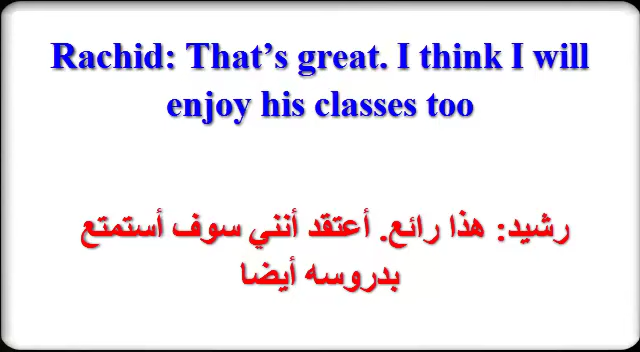 Rachid: That's great. I think I will
enjoy his classes too
رشيد: هذا رائع. أعتقد أنني سوف أستمتع
بدروسه أيضا